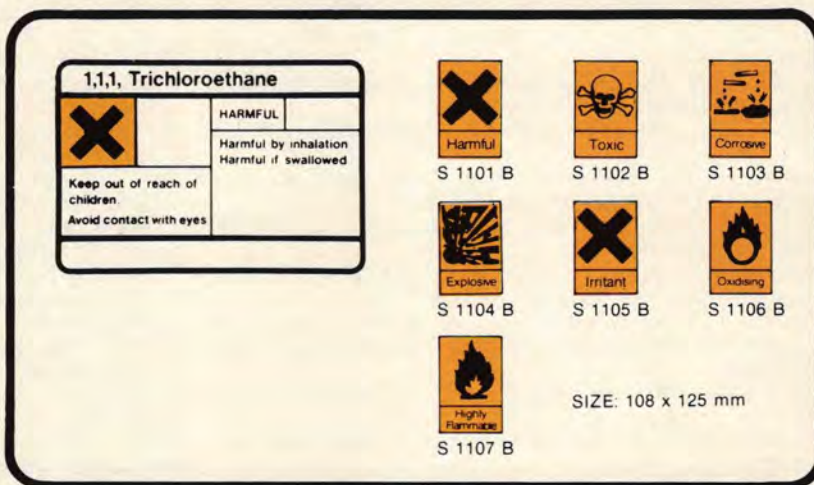 1,1,1, Trichloroethane
HARMFUL
Harmful by inhalation
Harmful if swallowed
Keep out of reach of
children.
Avoid contact with eyes
Harmful
S 1101 B
Toxic
S 1102 B
Corrosive
S 1103 B
Explosive
S 1104 B
Irritant
S 1105 B
Oxidising
S 1106 B
Highly
Flammable
S 1107 B
SIZE: 108 x 125 mm